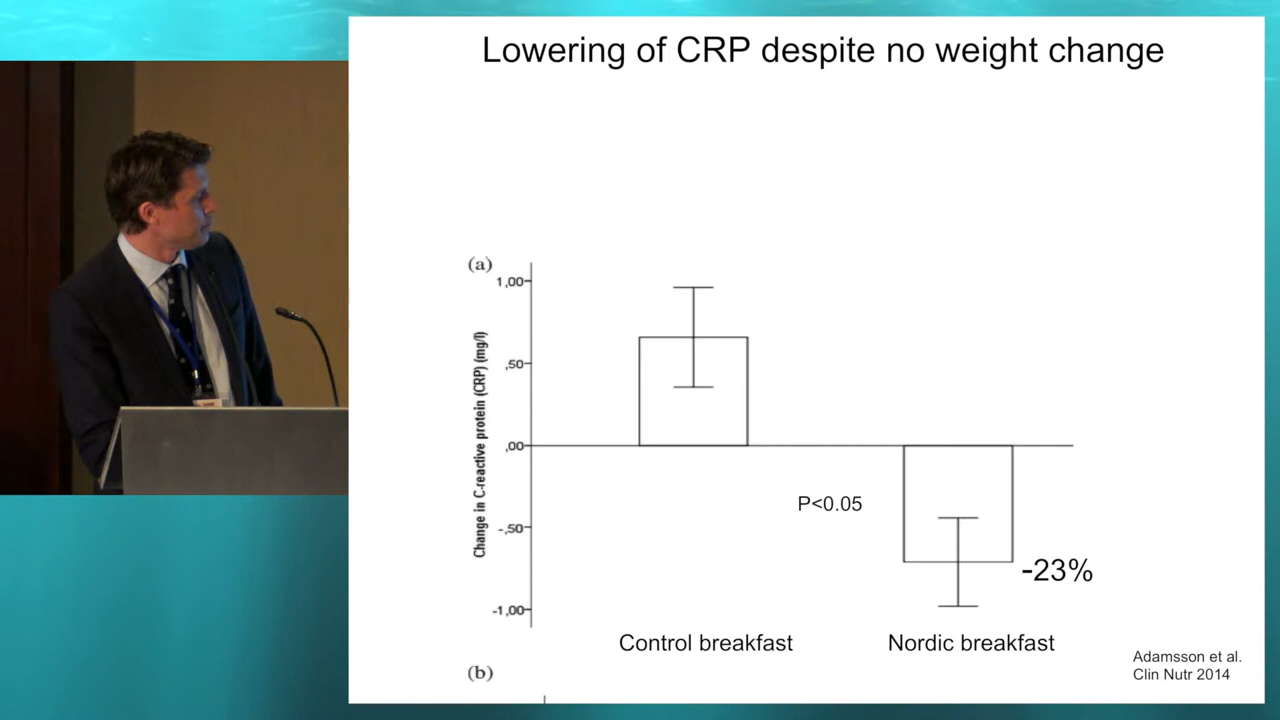 Lowering of CRP despite no weight change
(a)
1,00
,50
,00
-,50
-1,00
Change in C-reactive protein (CRP) (mg/l)
P<0.05
-23%
Control breakfast
Nordic breakfast
Adamsson et al.
Clin Nutr 2014
(b)